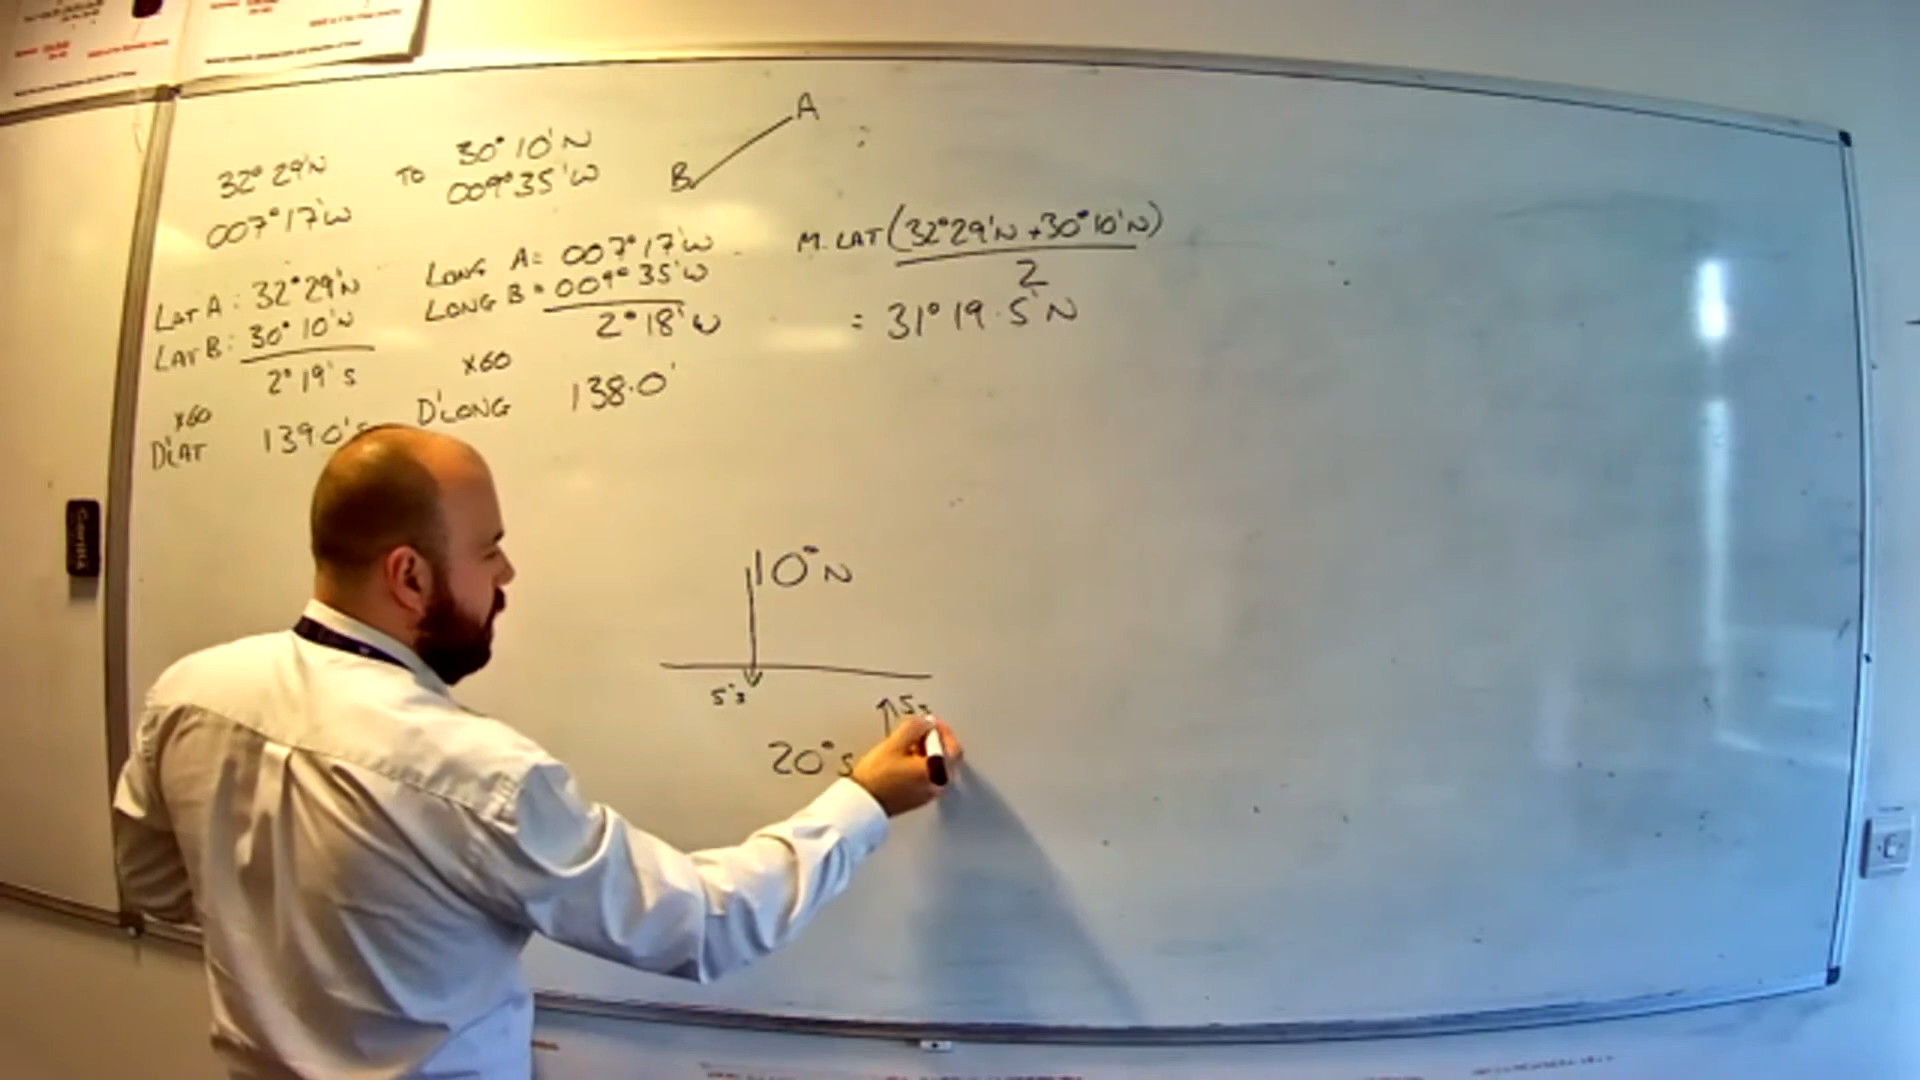 A
B
32°29'N TO 30°10'N
007°17'W 009°35'W
LAT A: 32°29'N
LAT B: 30°10'N
2°19'S
x60
D'LAT 139.0'S
LONG A= 007°17'W
LONG B= 009°35'W
2°18'W
x60
D'LONG 138.0'
M. LAT (32°29'N + 30°10'N)
2
= 31°19.5'N
10°N
5°S
5°S
20°S